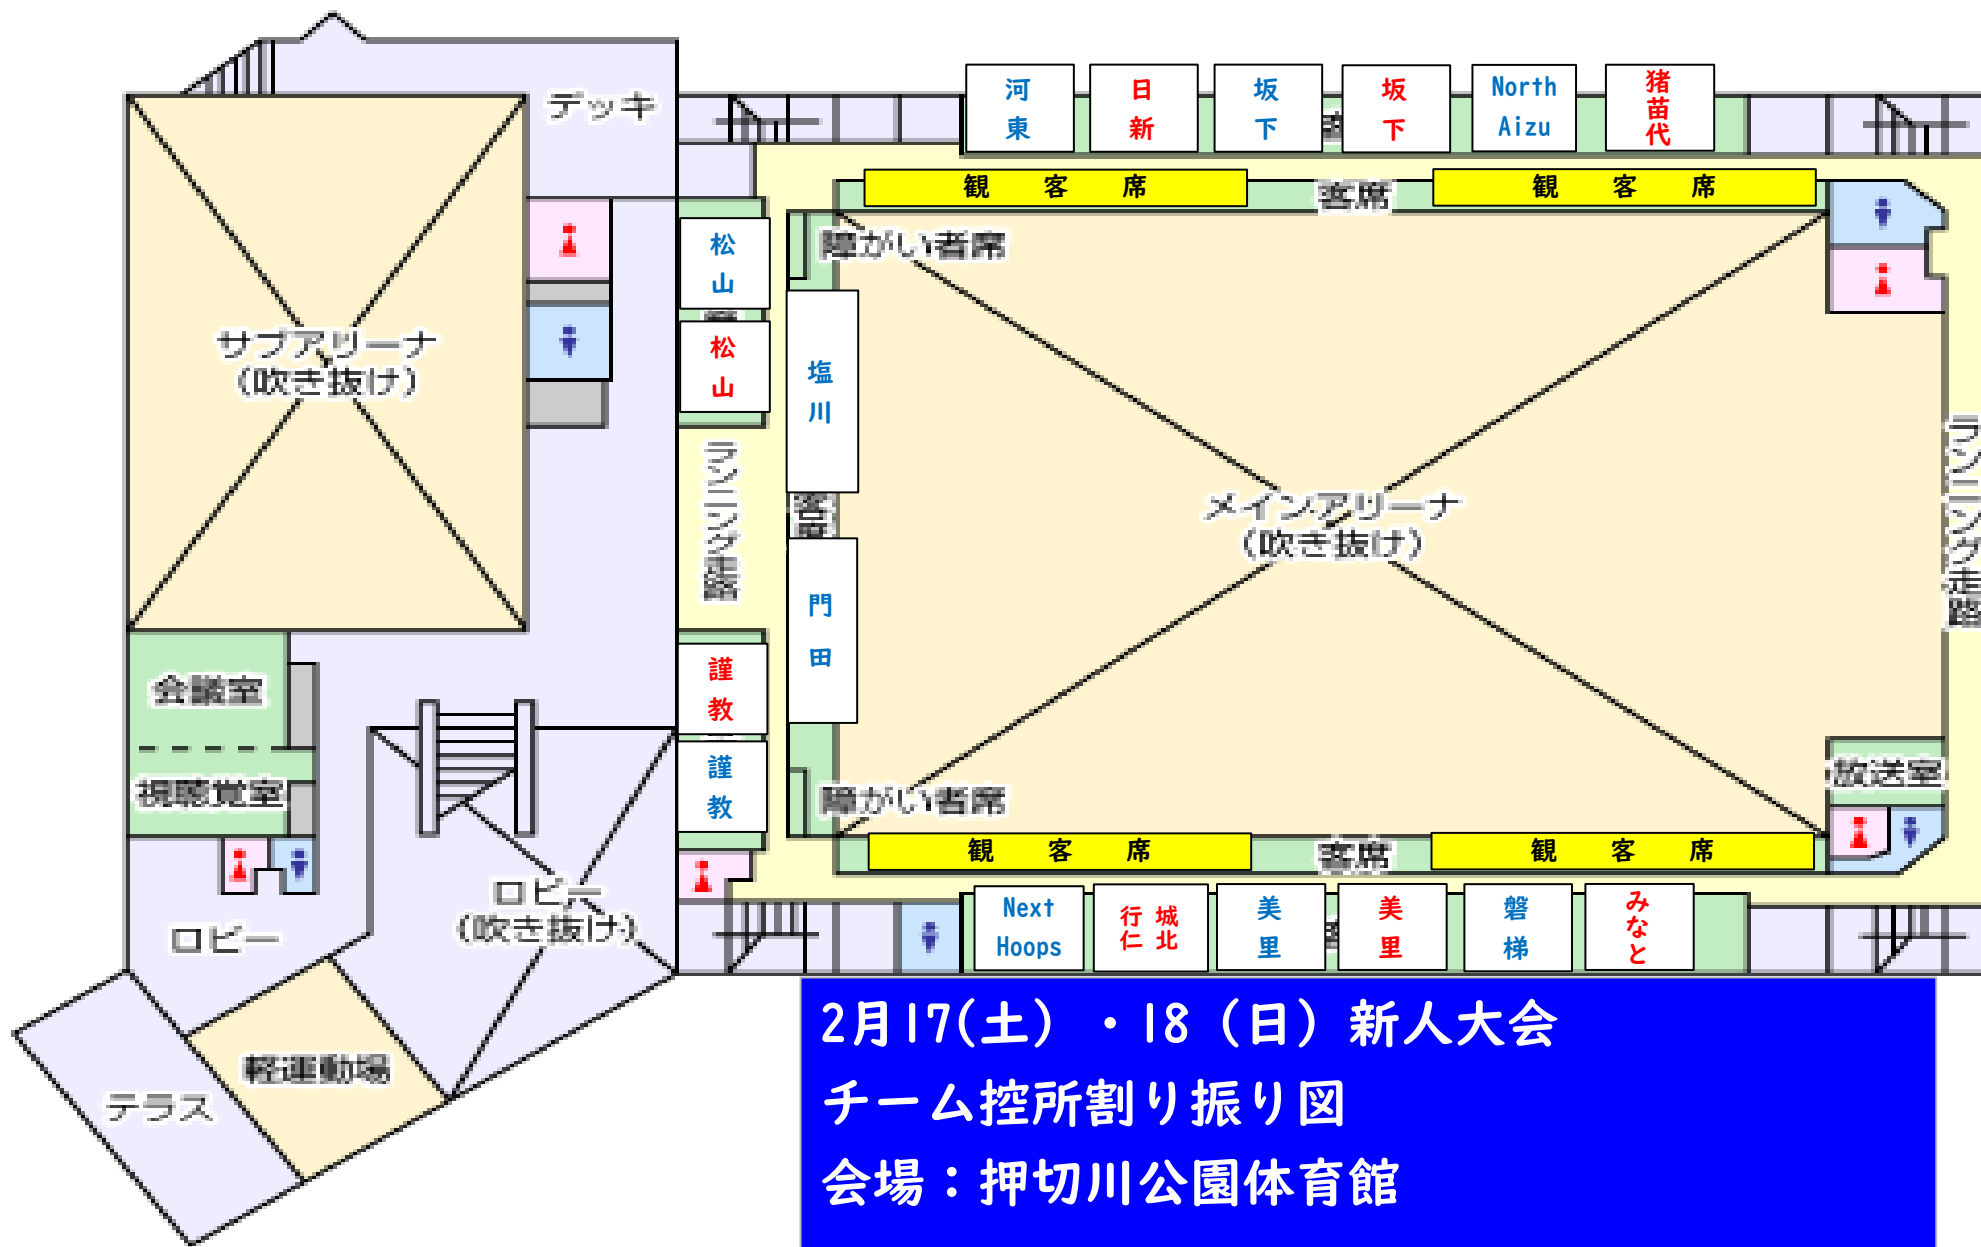 デッキ
河東
日新
坂下
坂下
North Aizu
猪苗代
観 客 席
客席
観 客 席
障がい者席
松山
松山
サブアリーナ
(吹き抜け)
塩川
ランニング走路
メインアリーナ
(吹き抜け)
ランニング走路
門田
会議室
謹教
謹教
視聴覚室
障がい者席
放送室
観 客 席
客席
観 客 席
ロビー
(吹き抜け)
ロビー
Next Hoops
行仁 城北
美里
美里
磐梯
みなと
軽運動場
テラス
2月17(土)・18(日)新人大会
チーム控所割り振り図
会場：押切川公園体育館